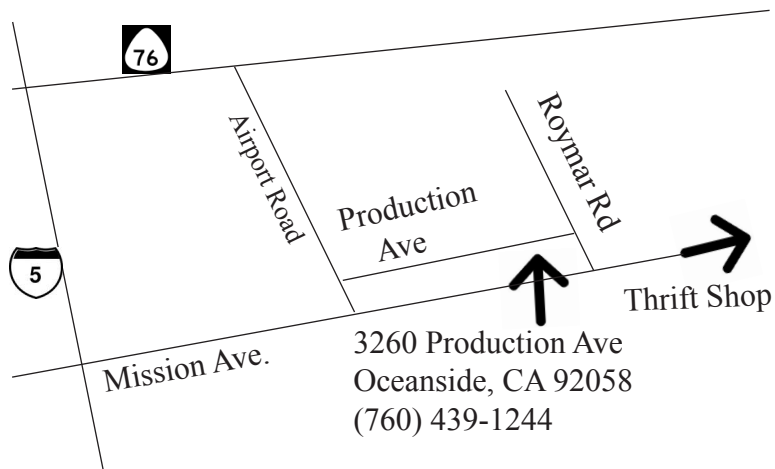 76
Airport Road
Roymar Rd
Production
Ave
5
Thrift Shop
Mission Ave.
3260 Production Ave
Oceanside, CA 92058
(760) 439-1244